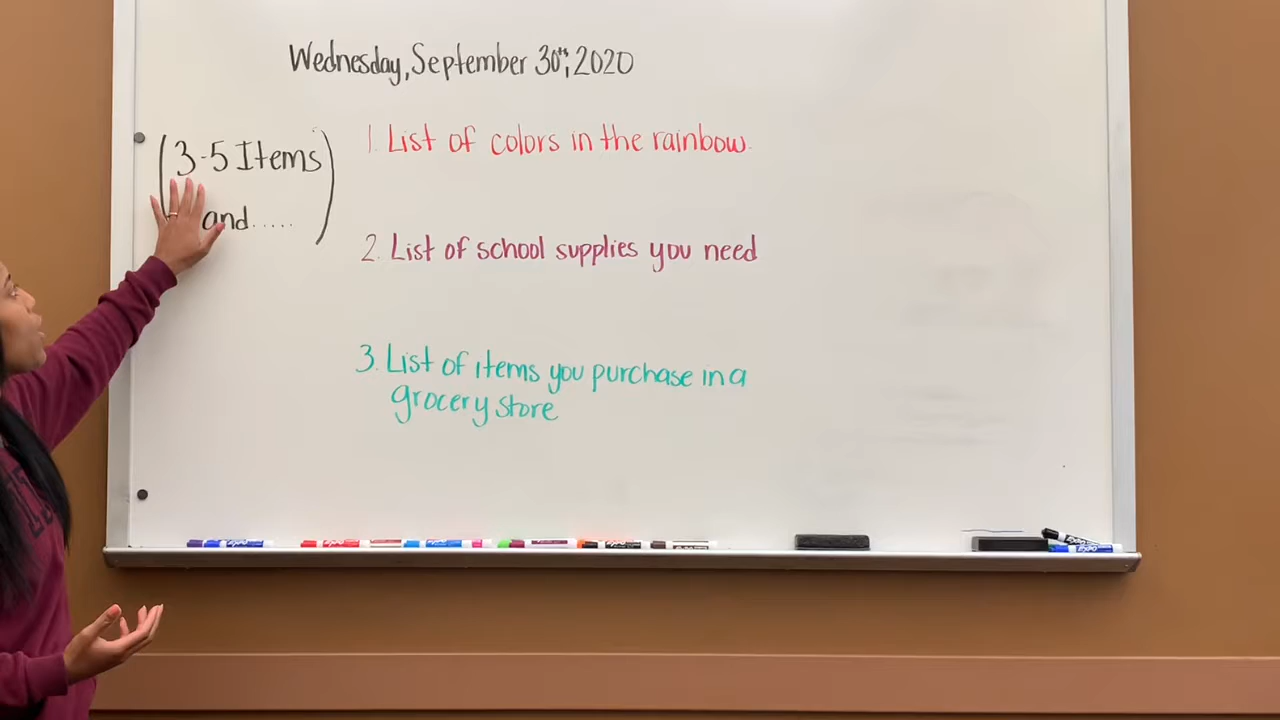 Wednesday, September 30th, 2020
(3-5 Items
and.....)
1. List of colors in the rainbow.
2. List of school supplies you need
3. List of items you purchase in a
grocery store
EXPO